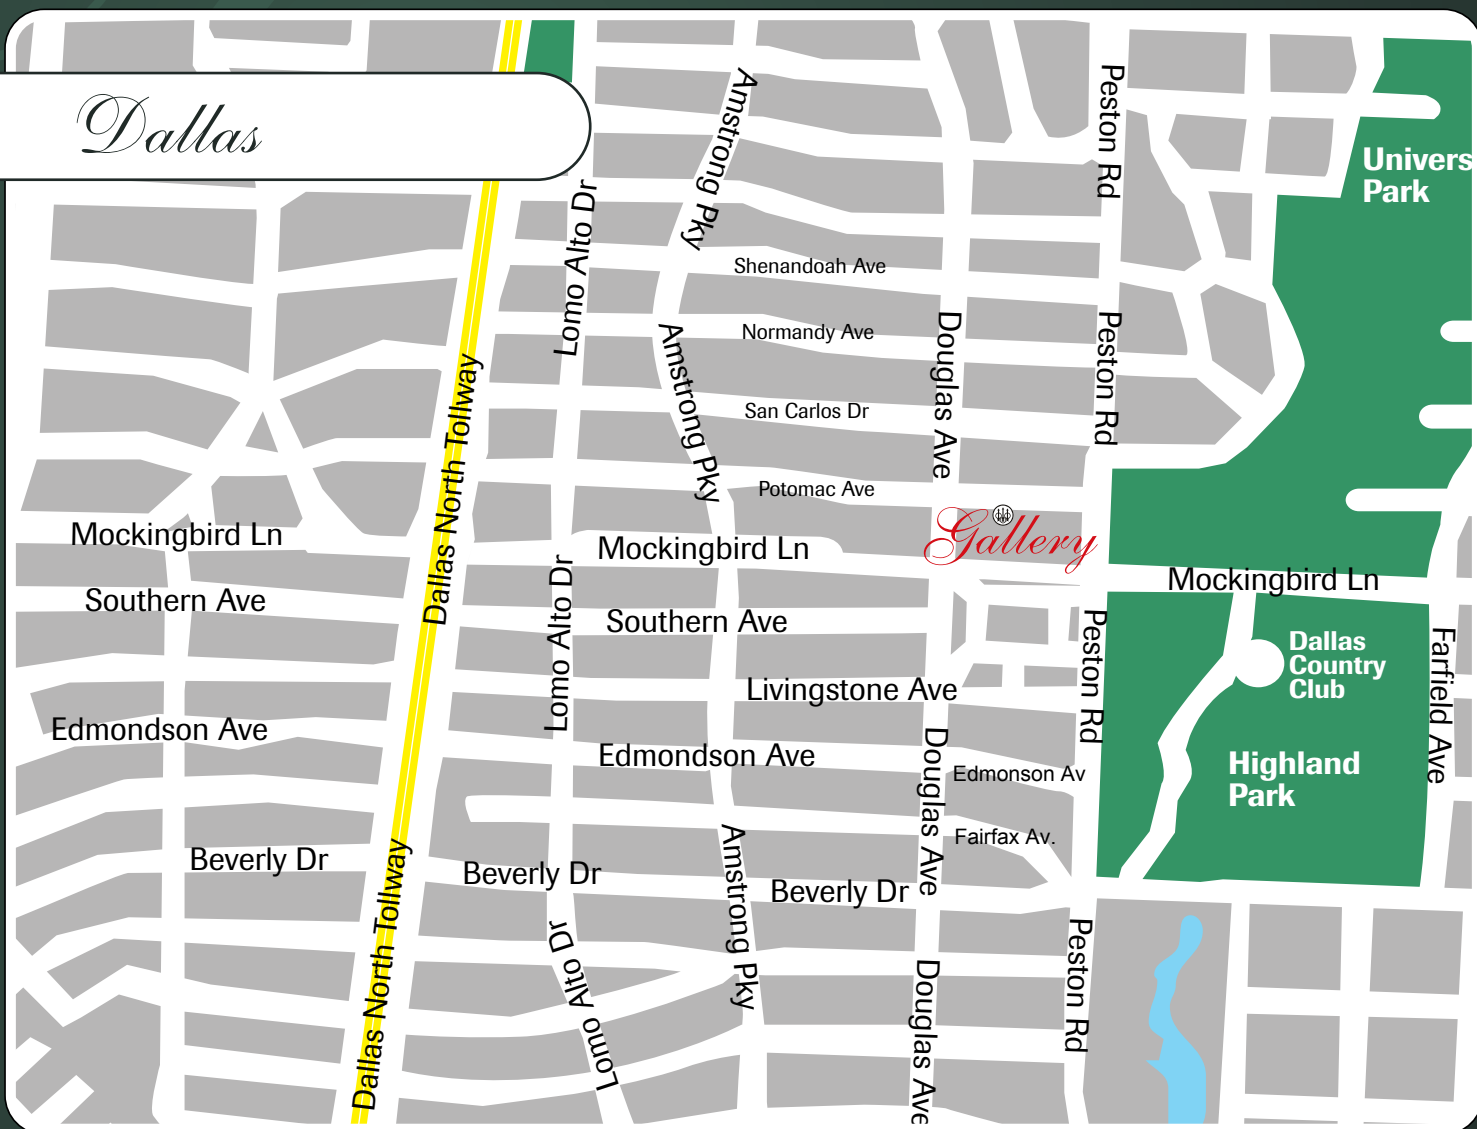 Dallas
Amstrong Pky
Peston Rd
Univers
Park
Lomo Alto Dr
Shenandoah Ave
Normandy Ave
Amstrong Pky
Douglas Ave
Peston Rd
Dallas North Tollway
San Carlos Dr
Potomac Ave
Gallery
Mockingbird Ln
Mockingbird Ln
Mockingbird Ln
Southern Ave
Lomo Alto Dr
Southern Ave
Peston Rd
Dallas
Country
Club
Farfield Ave
Livingstone Ave
Edmondson Ave
Edmondson Ave
Douglas Ave
Edmonson Av
Highland
Park
Fairfax Av.
Amstrong Pky
Beverly Dr
Beverly Dr
Beverly Dr
Dallas North Tollway
Lomo Alto Dr
Peston Rd
Douglas Ave